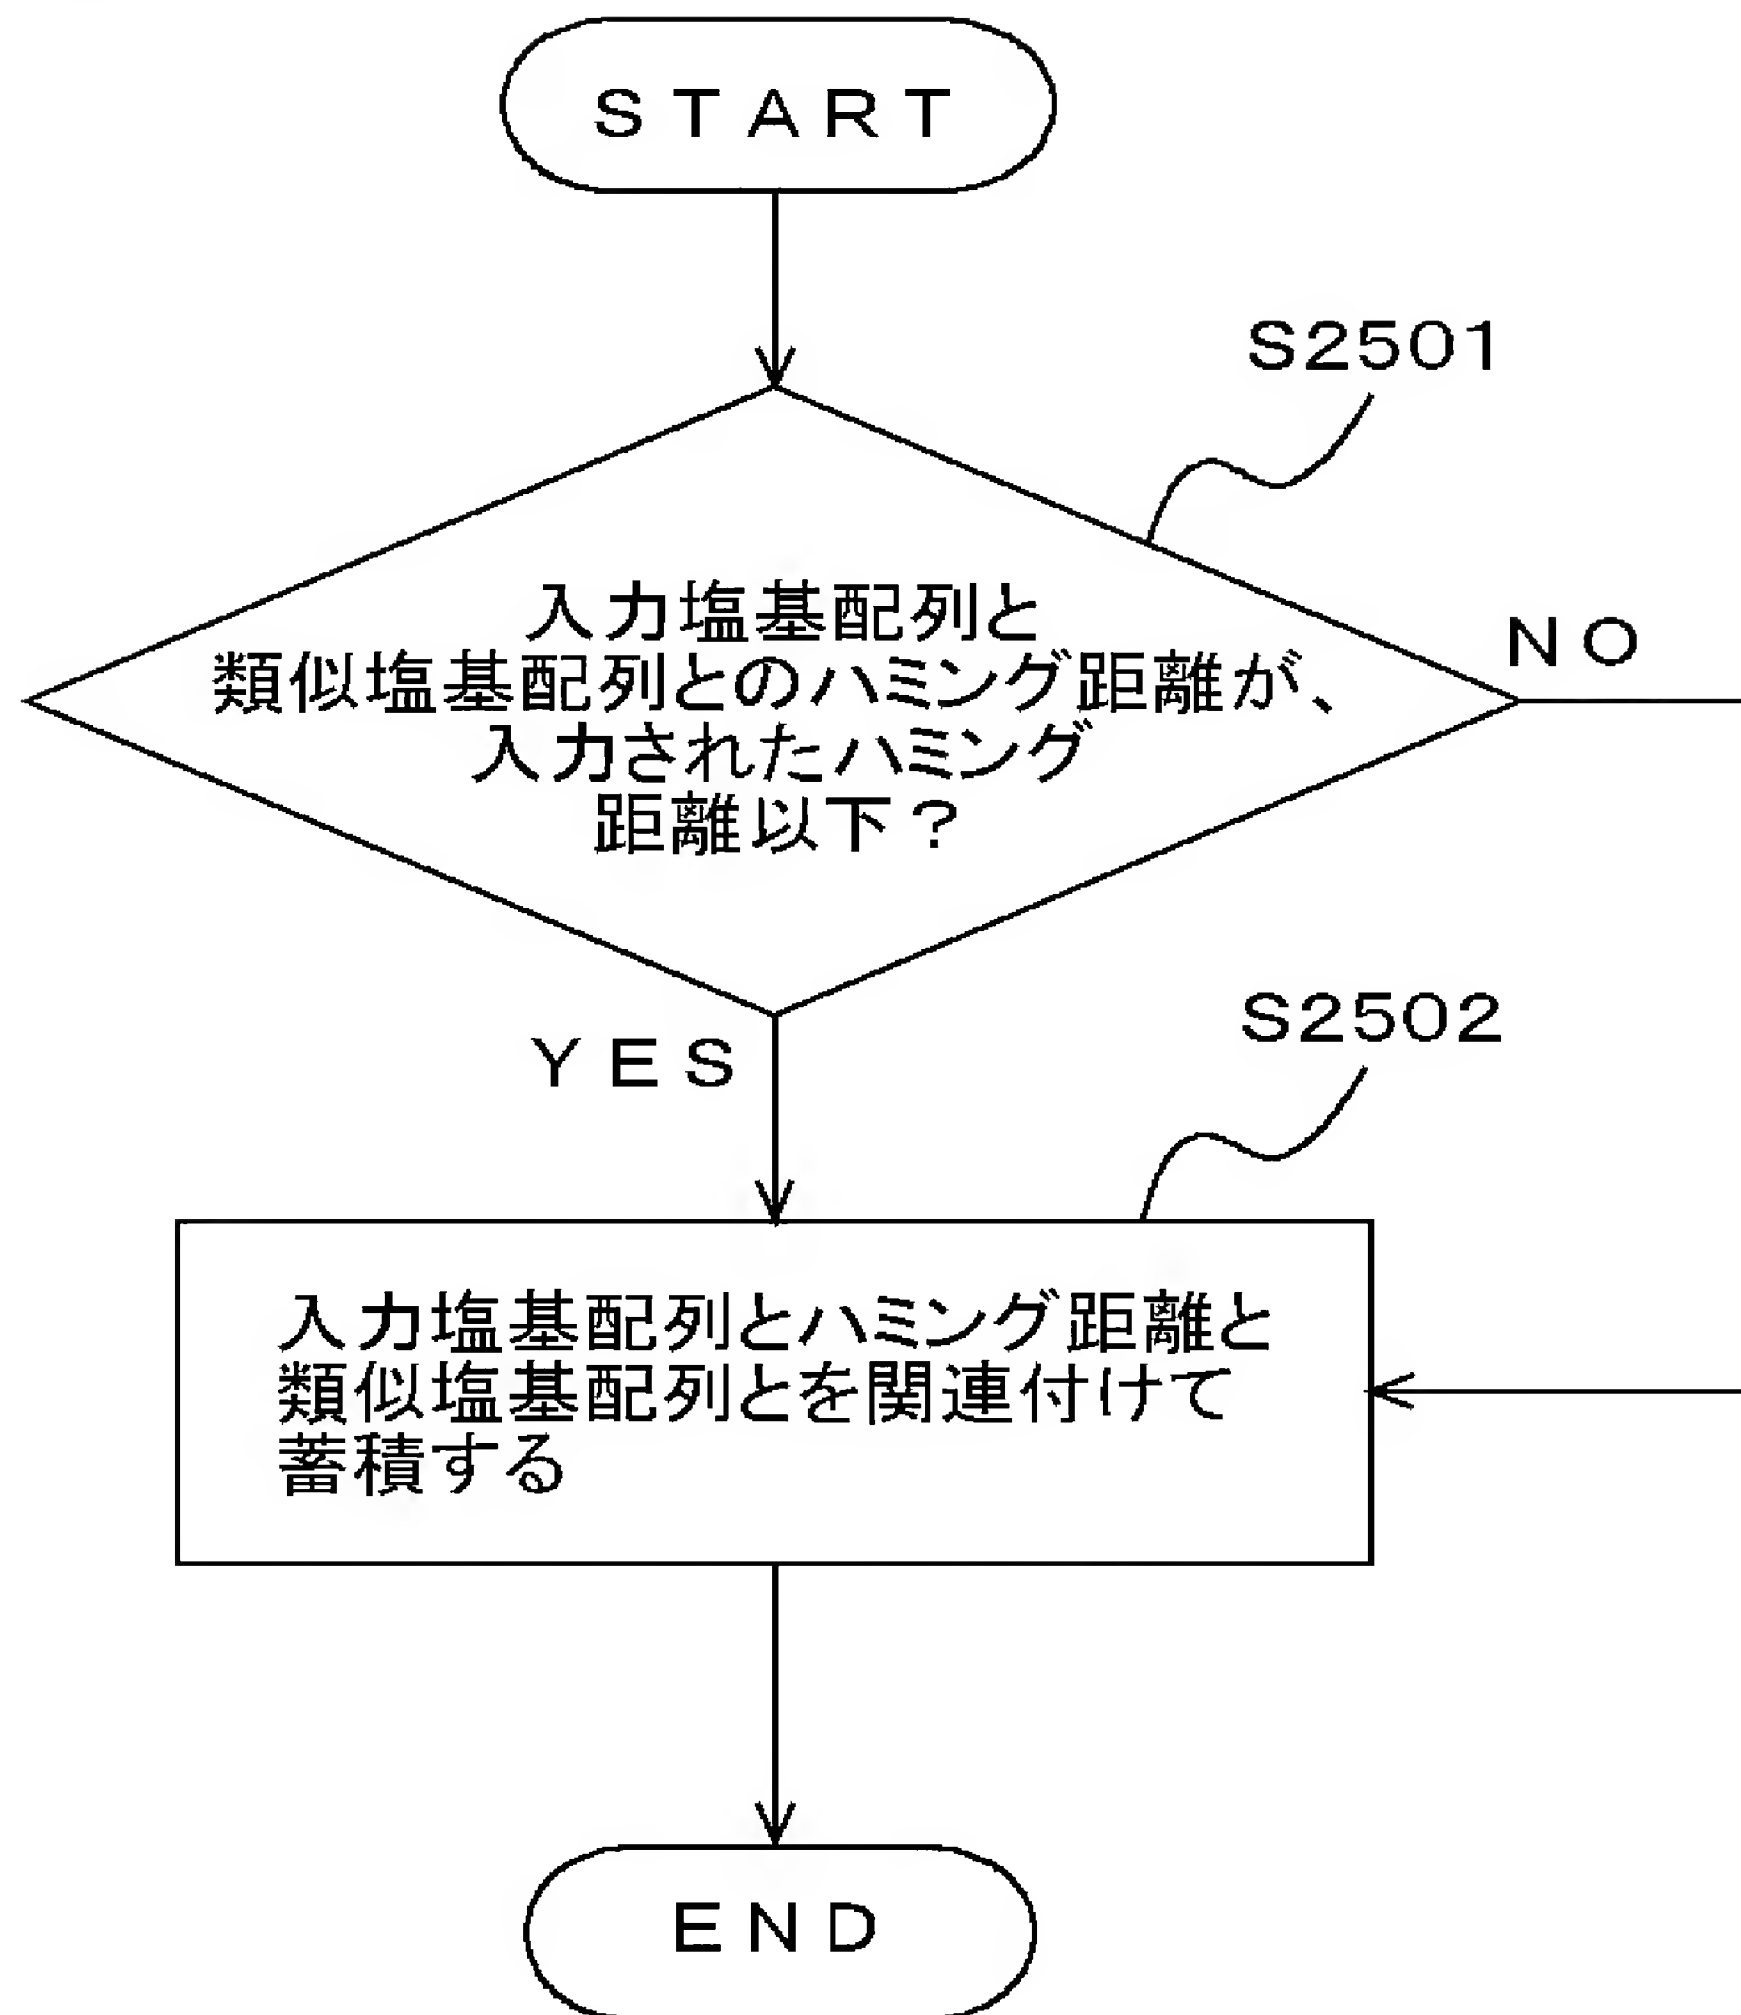 START
S2501
入力塩基配列と
類似塩基配列とのハミング距離が、
入力されたハミング
距離以下？
NO
YES
S2502
入力塩基配列とハミング距離と
類似塩基配列とを関連付けて
蓄積する
END